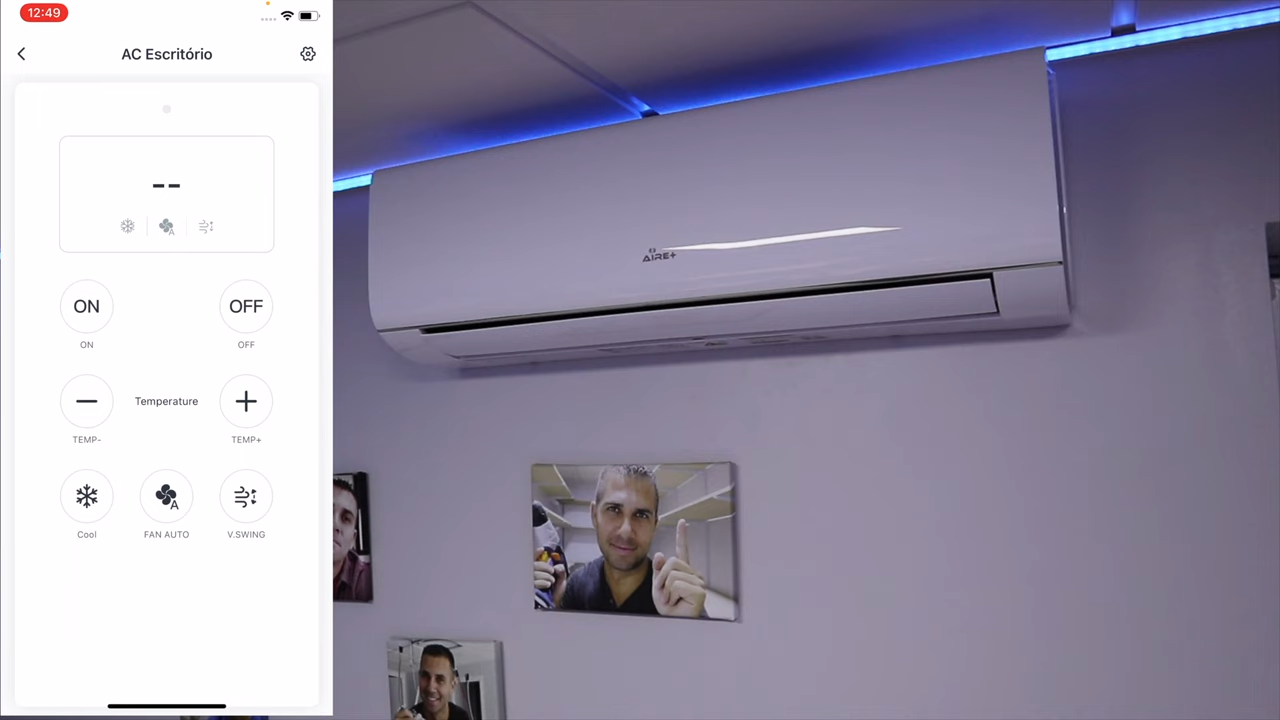 12:49
AC Escritório
--
A
ON
OFF
ON
OFF
Temperature
TEMP-
TEMP+
A
Cool
FAN AUTO
V.SWING
AIRE+